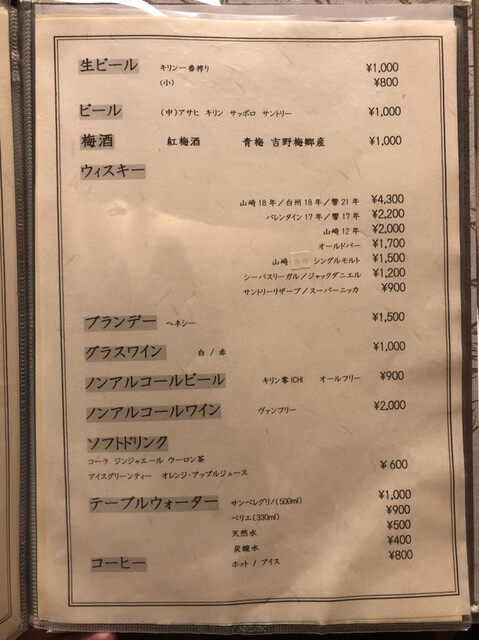 生ビール キリン一番搾り ¥1,000
(小) ¥800
ビール (中)アサヒ キリン サッポロ サントリー ¥1,000
梅酒 紅梅酒 青梅 吉野梅郷産 ¥1,000
ウィスキー
山崎18年/白州18年/響21年 ¥4,300
バレンタイン17年/響17年 ¥2,200
山崎12年 ¥2,000
オールドパー ¥1,700
山崎 シングルモルト ¥1,500
シーバスリーガル/ジャックダニエル ¥1,200
サントリーリザーブ/スーパーニッカ ¥900
ブランデー ヘネシー ¥1,500
グラスワイン 白/赤 ¥1,000
ノンアルコールビール キリン零ICHI オールフリー ¥900
ノンアルコールワイン ヴァンフリー ¥2,000
ソフトドリンク
コーラ ジンジャエール ウーロン茶
アイスグリーンティー オレンジ・アップルジュース ¥600
テーブルウォーター サンペレグリノ(500ml) ¥1,000
ペリエ(330ml) ¥900
天然水 ¥500
炭酸水 ¥400
コーヒー ホット / アイス ¥800